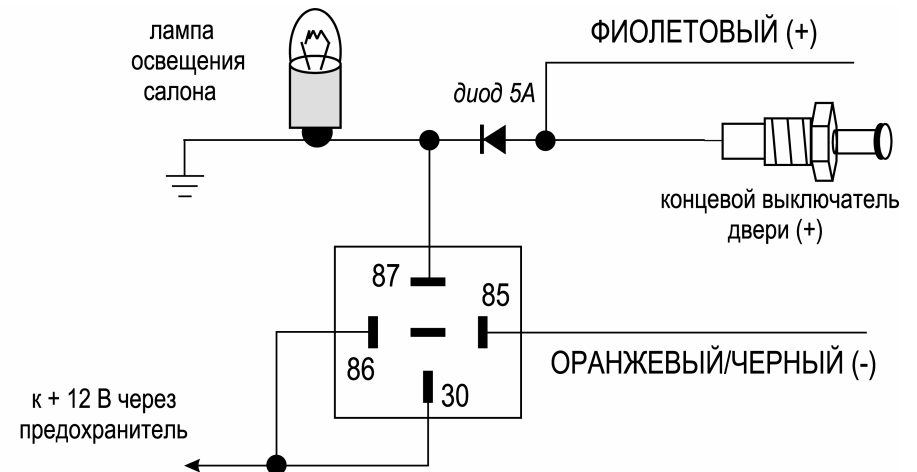 лампа
освещения
салона
ФИОЛЕТОВЫЙ (+)
диод 5А
концевой выключатель
двери (+)
87
85
86
30
ОРАНЖЕВЫЙ/ЧЕРНЫЙ (-)
к + 12 В через
предохранитель